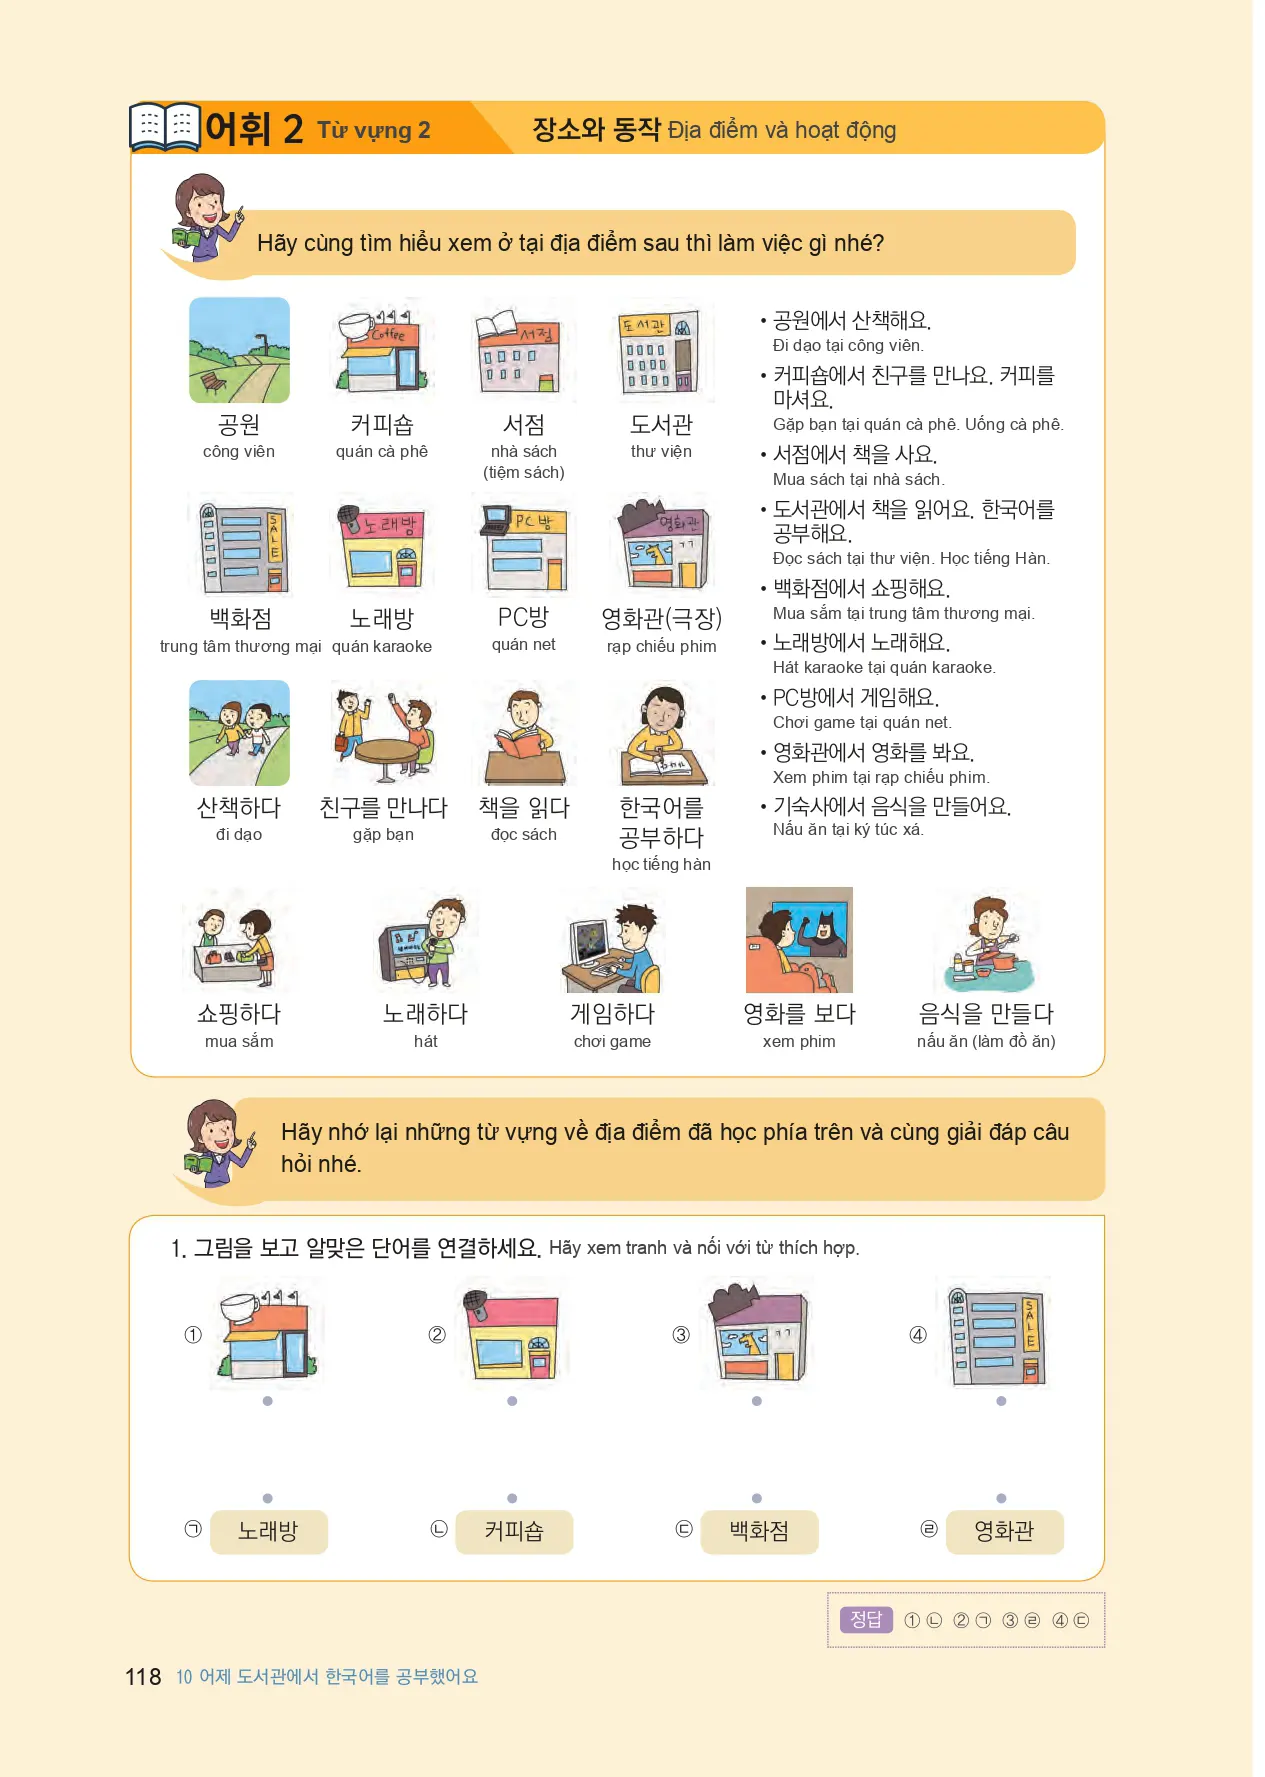 어휘 2 Từ vựng 2 장소와 동작 Địa điểm và hoạt động
Hãy cùng tìm hiểu xem ở tại địa điểm sau thì làm việc gì nhé?
Coffee 서점 도서관
공원 커피숍 서점 도서관
công viên quán cà phê nhà sách thư viện
(tiệm sách)
SALE 노래방 PC방 영화관
백화점 노래방 PC방 영화관(극장)
trung tâm thương mại quán karaoke quán net rạp chiếu phim
산책하다 친구를 만나다 책을 읽다 한국어를
공부하다
đi dạo gặp bạn đọc sách học tiếng hàn
• 공원에서 산책해요.
Đi dạo tại công viên.
• 커피숍에서 친구를 만나요. 커피를
마셔요.
Gặp bạn tại quán cà phê. Uống cà phê.
• 서점에서 책을 사요.
Mua sách tại nhà sách.
• 도서관에서 책을 읽어요. 한국어를
공부해요.
Đọc sách tại thư viện. Học tiếng Hàn.
• 백화점에서 쇼핑해요.
Mua sắm tại trung tâm thương mại.
• 노래방에서 노래해요.
Hát karaoke tại quán karaoke.
• PC방에서 게임해요.
Chơi game tại quán net.
• 영화관에서 영화를 봐요.
Xem phim tại rạp chiếu phim.
• 기숙사에서 음식을 만들어요.
Nấu ăn tại ký túc xá.
쇼핑하다 노래하다 게임하다 영화를 보다 음식을 만들다
mua sắm hát chơi game xem phim nấu ăn (làm đồ ăn)
Hãy nhớ lại những từ vựng về địa điểm đã học phía trên và cùng giải đáp câu
hỏi nhé.
1. 그림을 보고 알맞은 단어를 연결하세요. Hãy xem tranh và nối với từ thích hợp.
① ② ③ ④
ㄱㄱ SALE
㉠ 노래방 ㉡ 커피숍 ㉢ 백화점 ㉣ 영화관
정답 ① ㉡ ② ㉠ ③ ㉣ ④ ㉢
118 10 어제 도서관에서 한국어를 공부했어요